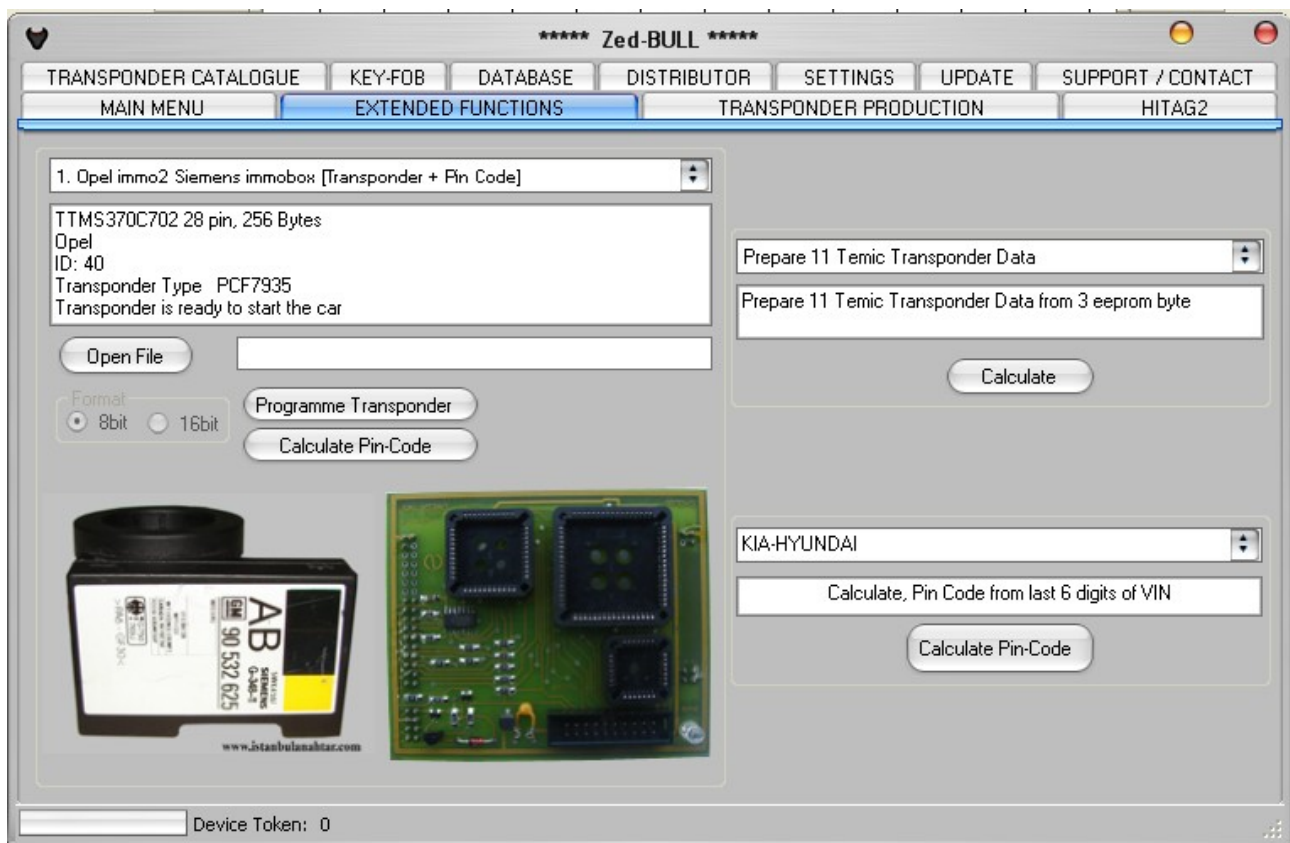 ***** Zed-BULL *****
TRANSPONDER CATALOGUE
KEY-FOB
DATABASE
DISTRIBUTOR
SETTINGS
UPDATE
SUPPORT / CONTACT
MAIN MENU
EXTENDED FUNCTIONS
TRANSPONDER PRODUCTION
HITAG2
1. Opel immo2 Siemens immobox [Transponder + Pin Code]
TTMS370C702 28 pin, 256 Bytes
Opel
ID: 40
Transponder Type PCF7935
Transponder is ready to start the car
Open File
Format
8bit
16bit
Programme Transponder
Calculate Pin-Code
AB
GM 90 532 625
SIEMENS
www.istanbulanahtar.com
Prepare 11 Temic Transponder Data
Prepare 11 Temic Transponder Data from 3 eeprom byte
Calculate
KIA-HYUNDAI
Calculate, Pin Code from last 6 digits of VIN
Calculate Pin-Code
Device Token: 0